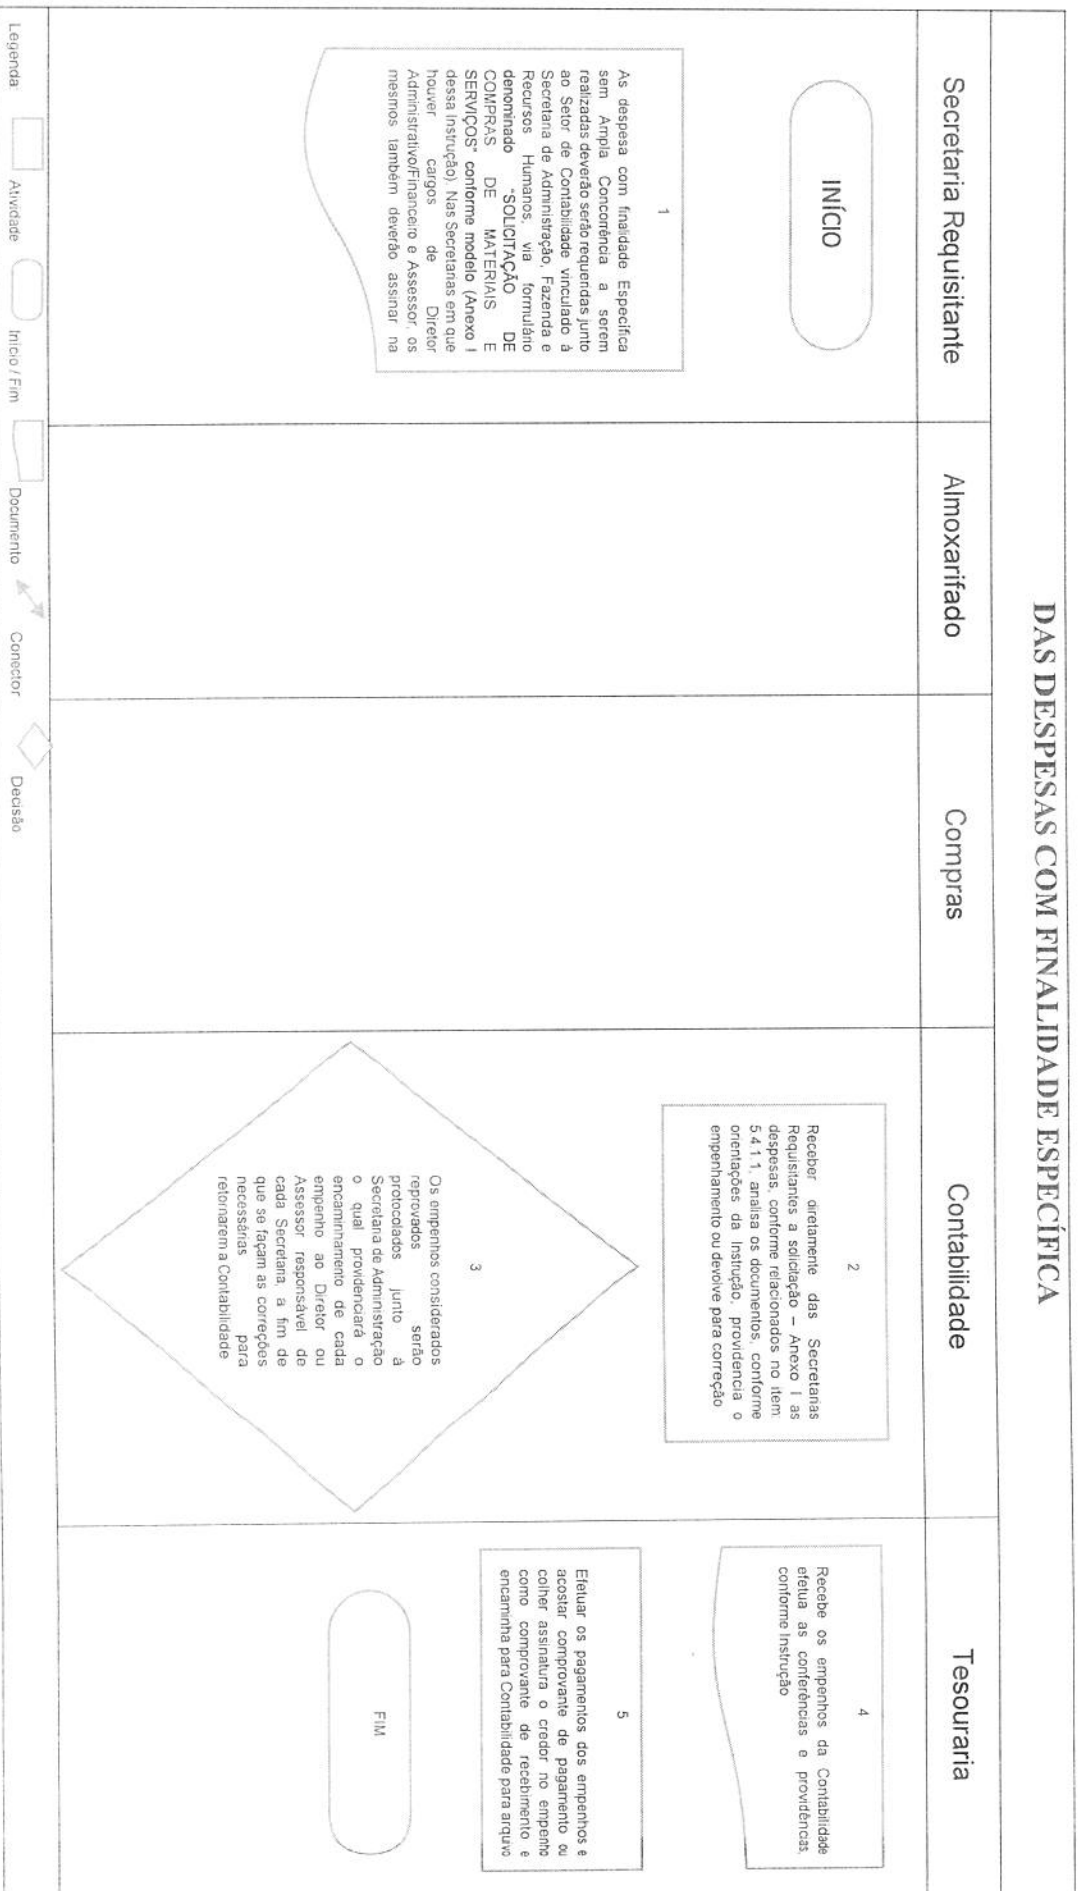 DAS DESPESAS COM FINALIDADE ESPECÍFICA
Secretaria Requisitante
Almoxarifado
Compras
Contabilidade
Tesouraria
INÍCIO
1
As despesa com finalidade Específica
sem Ampla Concorrência a serem
realizadas deverão serão requeridas junto
ao Setor de Contabilidade vinculado à
Secretaria de Administração, Fazenda e
Recursos Humanos, via formulário
denominado "SOLICITAÇÃO DE
COMPRAS DE MATERIAIS E
SERVIÇOS" conforme modelo (Anexo I
dessa Instrução). Nas Secretarias em que
houver cargos de Diretor
Administrativo/Financeiro e Assessor, os
mesmos também deverão assinar na
2
Receber diretamente das Secretarias
Requisitantes a solicitação – Anexo I as
despesas, conforme relacionados no item:
5.4.1.1, analisa os documentos, conforme
orientações da Instrução, providencia o
empenhamento ou devolve para correção
3
Os empenhos considerados
reprovados serão
protocolados junto à
Secretaria de Administração
o qual providenciará o
encaminhamento de cada
empenho ao Diretor ou
Assessor responsável de
cada Secretaria, a fim de
que se façam as correções
necessárias para
retornarem a Contabilidade
4
Recebe os empenhos da Contabilidade
efetua as conferências e providências,
conforme Instrução
5
Efetuar os pagamentos dos empenhos e
acostar comprovante de pagamento ou
colher assinatura o credor no empenho
como comprovante de recebimento e
encaminha para Contabilidade para arquivo
FIM
Legenda: Atividade Início / Fim Documento Conector Decisão